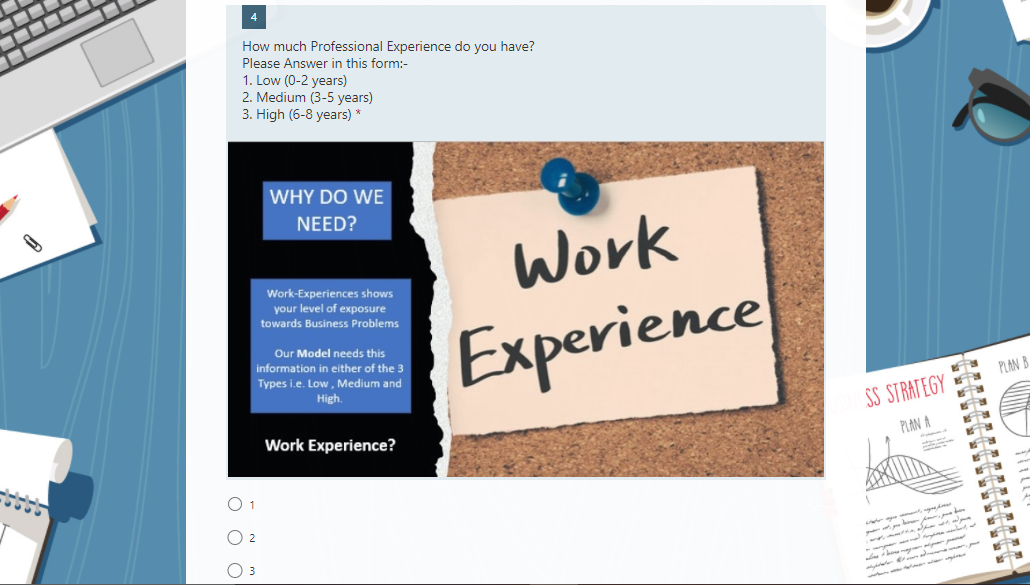 4
How much Professional Experience do you have?
Please Answer in this form:-
1. Low (0-2 years)
2. Medium (3-5 years)
3. High (6-8 years) *
WHY DO WE
NEED?
Work-Experiences shows
your level of exposure
towards Business Problems
Our Model needs this
information in either of the 3
Types i.e. Low , Medium and
High.
Work Experience?
Work
Experience
1
2
3
SS STRATEGY
PLAN A
PLAN B